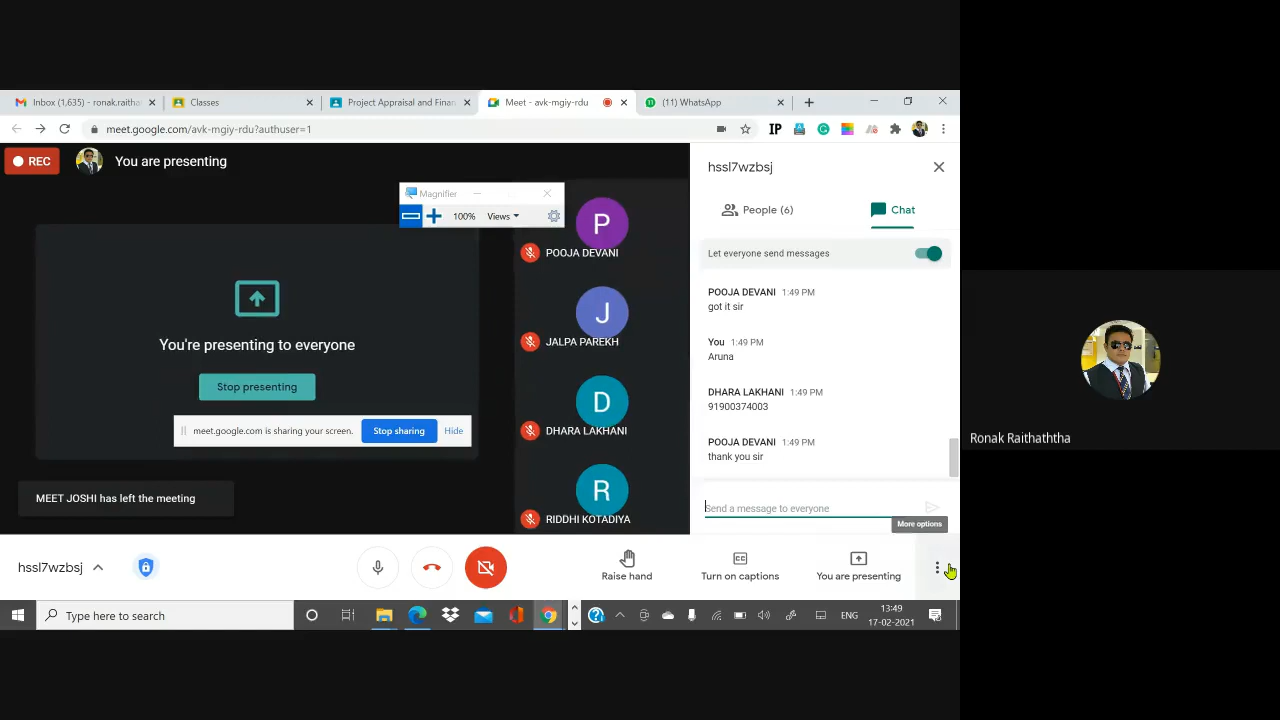 Inbox (1,635) - ronak.raitha
Classes
Project Appraisal and Finan
Meet - avk-mgiy-rdu
(11) WhatsApp
meet.google.com/avk-mgiy-rdu?authuser=1
IP
REC
You are presenting
Magnifier
100%
Views
You're presenting to everyone
Stop presenting
meet.google.com is sharing your screen.
Stop sharing
Hide
MEET JOSHI has left the meeting
P
POOJA DEVANI
J
JALPA PAREKH
D
DHARA LAKHANI
R
RIDDHI KOTADIYA
hssl7wzbsj
People (6)
Chat
Let everyone send messages
POOJA DEVANI 1:49 PM
got it sir
You 1:49 PM
Aruna
DHARA LAKHANI 1:49 PM
91900374003
POOJA DEVANI 1:49 PM
thank you sir
Send a message to everyone
More options
hssl7wzbsj
Raise hand
CC
Turn on captions
You are presenting
Type here to search
ENG
13:49
17-02-2021
Ronak Raithaththa